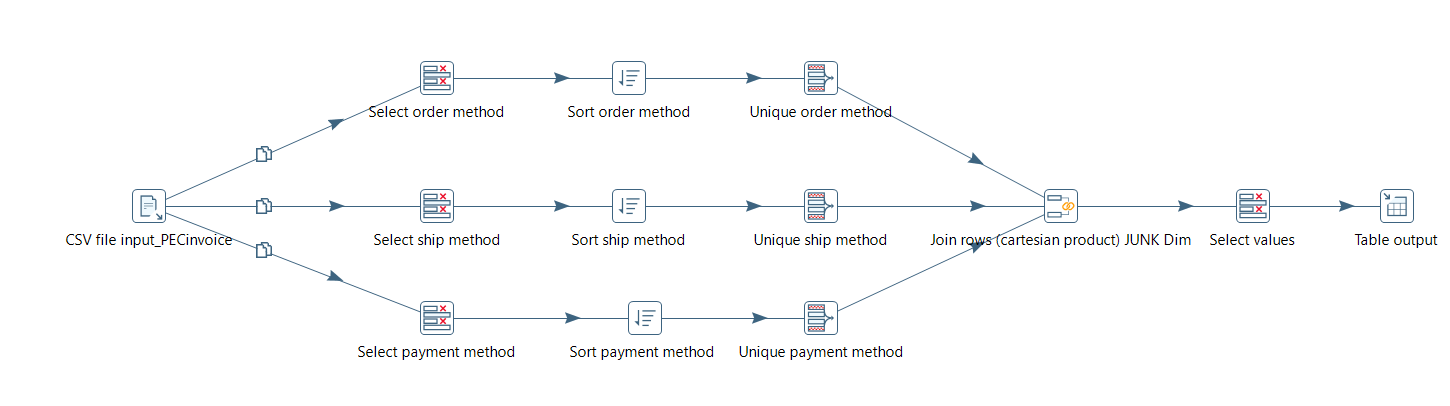 Select order method
Sort order method
Unique order method
CSV file input_PECinvoice
Select ship method
Sort ship method
Unique ship method
Join rows (cartesian product) JUNK Dim
Select values
Table output
Select payment method
Sort payment method
Unique payment method